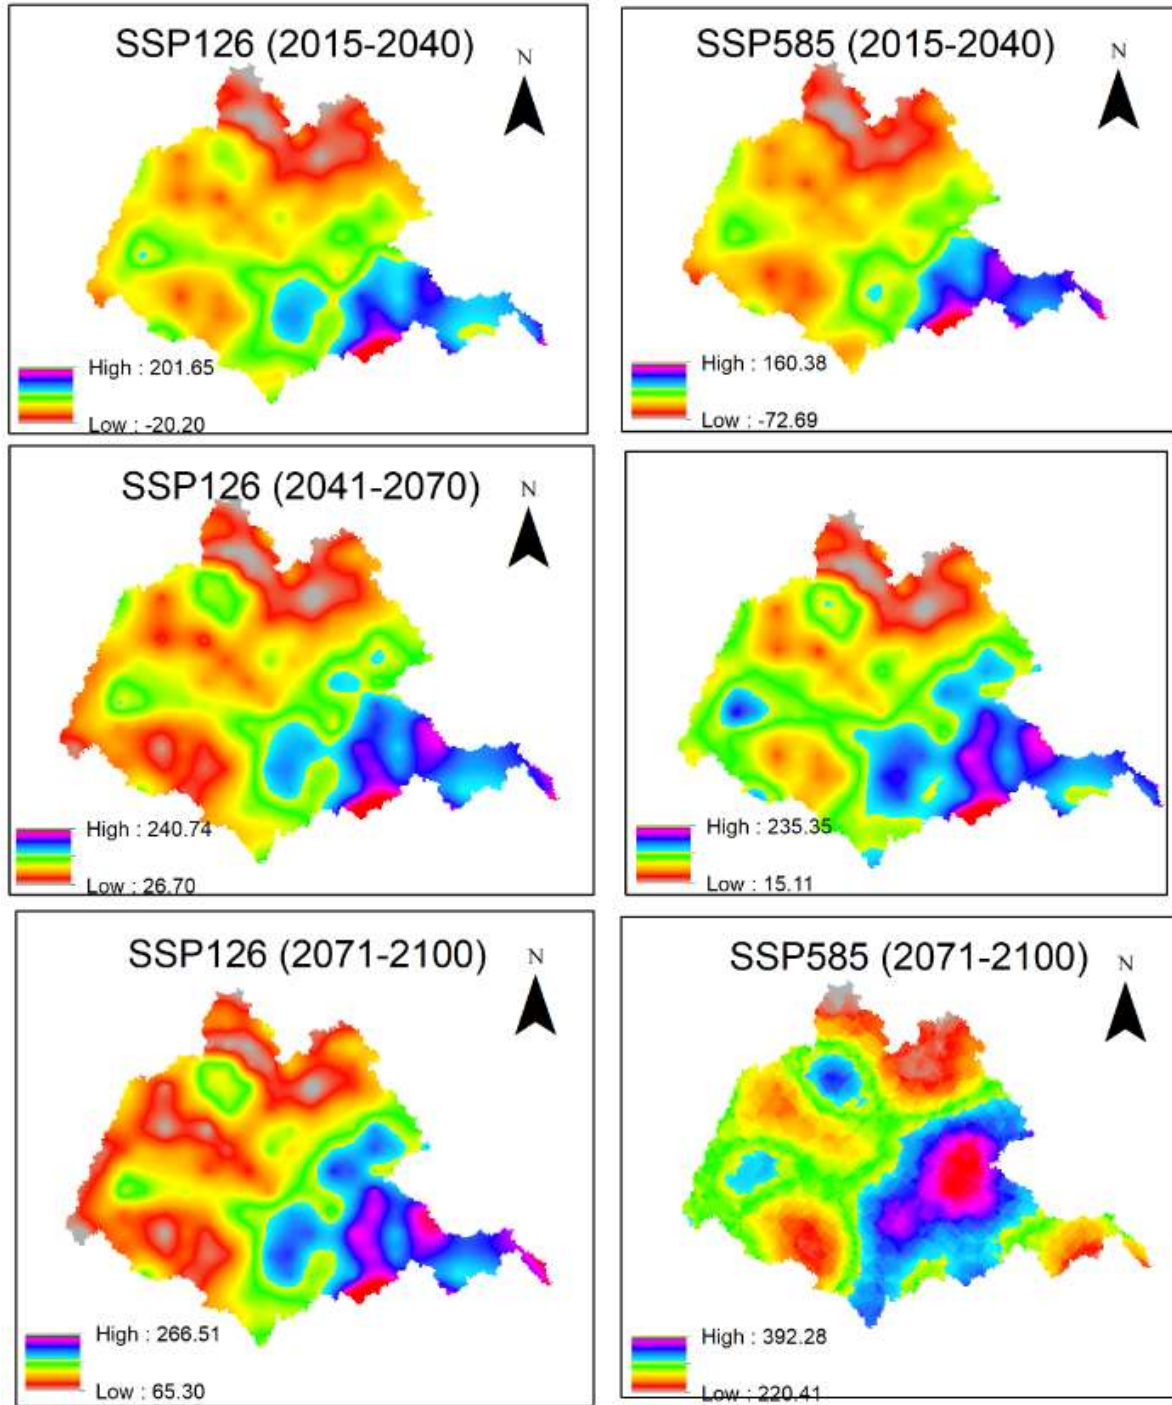 SSP126 (2015-2040)
N
High : 201.65
Low : -20.20
SSP585 (2015-2040)
N
High : 160.38
Low : -72.69
SSP126 (2041-2070)
N
High : 240.74
Low : 26.70
High : 235.35
Low : 15.11
SSP126 (2071-2100)
N
High : 266.51
Low : 65.30
SSP585 (2071-2100)
N
High : 392.28
Low : 220.41